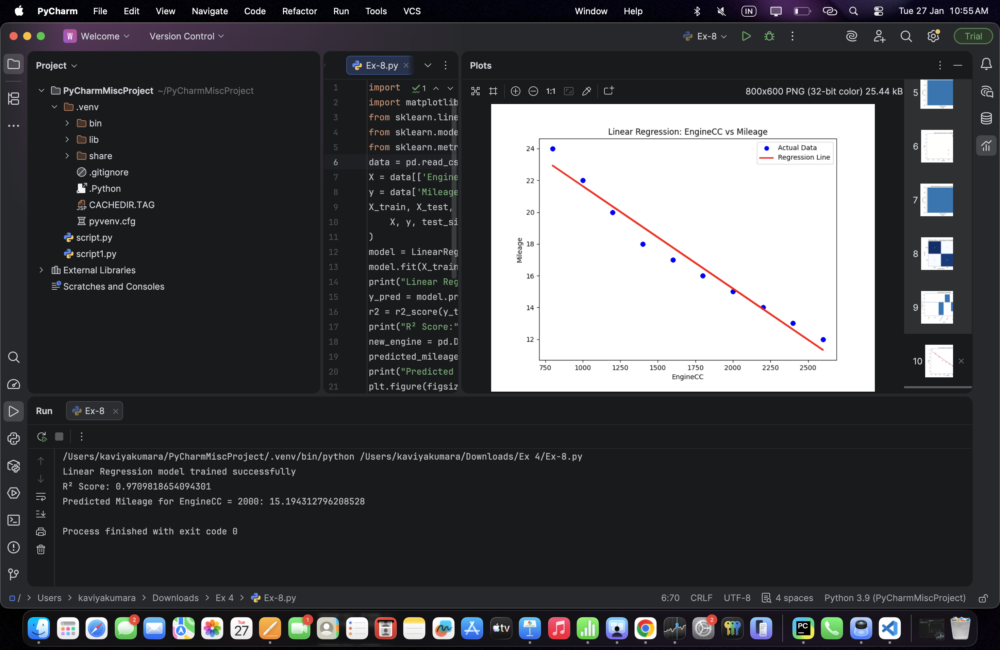 PyCharm File Edit View Navigate Code Refactor Run Tools VCS Window Help IN Tue 27 Jan 10:55 AM
W Welcome Version Control Ex-8 Trial
Project
PyCharmMiscProject ~/PyCharmMiscProject
.venv
bin
lib
share
.gitignore
.Python
JSP CACHEDIR.TAG
pyvenv.cfg
script.py
script1.py
External Libraries
Scratches and Consoles
Ex-8.py
1 import 1
2 import matplotlib
3 from sklearn.line
4 from sklearn.mode
5 from sklearn.metr
6 data = pd.read_cs
7 X = data[['Engine
8 y = data['Mileage
9 X_train, X_test,
10 X, y, test_si
11 )
12 model = LinearReg
13 model.fit(X_train
14 print("Linear Reg
15 y_pred = model.pr
16 r2 = r2_score(y_t
17 print("R² Score:"
18 new_engine = pd.D
19 predicted_mileage
20 print("Predicted
21 plt.figure(figsiz
Plots
1:1 800x600 PNG (32-bit color) 25.44 kB
Linear Regression: EngineCC vs Mileage
Actual Data
Regression Line
24
22
20
18
16
14
12
Mileage
750 1000 1250 1500 1750 2000 2250 2500
EngineCC
5
6
7
8
9
10
Run Ex-8
/Users/kaviyakumara/PyCharmMiscProject/.venv/bin/python /Users/kaviyakumara/Downloads/Ex 4/Ex-8.py
Linear Regression model trained successfully
R² Score: 0.9709818654094301
Predicted Mileage for EngineCC = 2000: 15.194312796208528
Process finished with exit code 0
/ > Users > kaviyakumara > Downloads > Ex 4 > Ex-8.py 6:70 CRLF UTF-8 4 spaces Python 3.9 (PyCharmMiscProject)
2 Tue 27 1 tv 2 PC